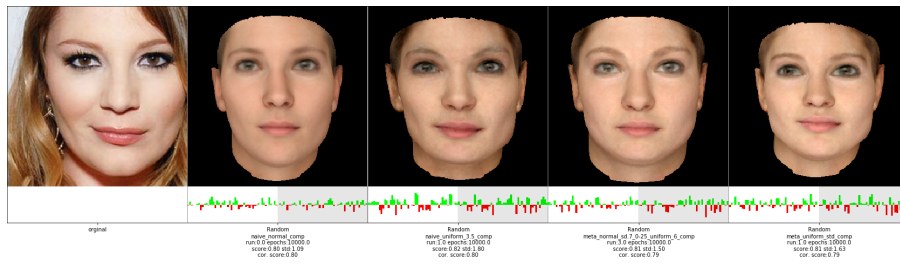 orginal
Random
naive_normal_comp
run:0.0 epochs:10000.0
score:0.80 std:1.09
cor. score:0.80
Random
naive_uniform_3.5_comp
run:1.0 epochs:10000.0
score:0.82 std:1.80
cor. score:0.80
Random
meta_normal_sd.7_0-25_uniform_6_comp
run:3.0 epochs:10000.0
score:0.81 std:1.50
cor. score:0.79
Random
meta_uniform_std_comp
run:1.0 epochs:10000.0
score:0.81 std:1.63
cor. score:0.79